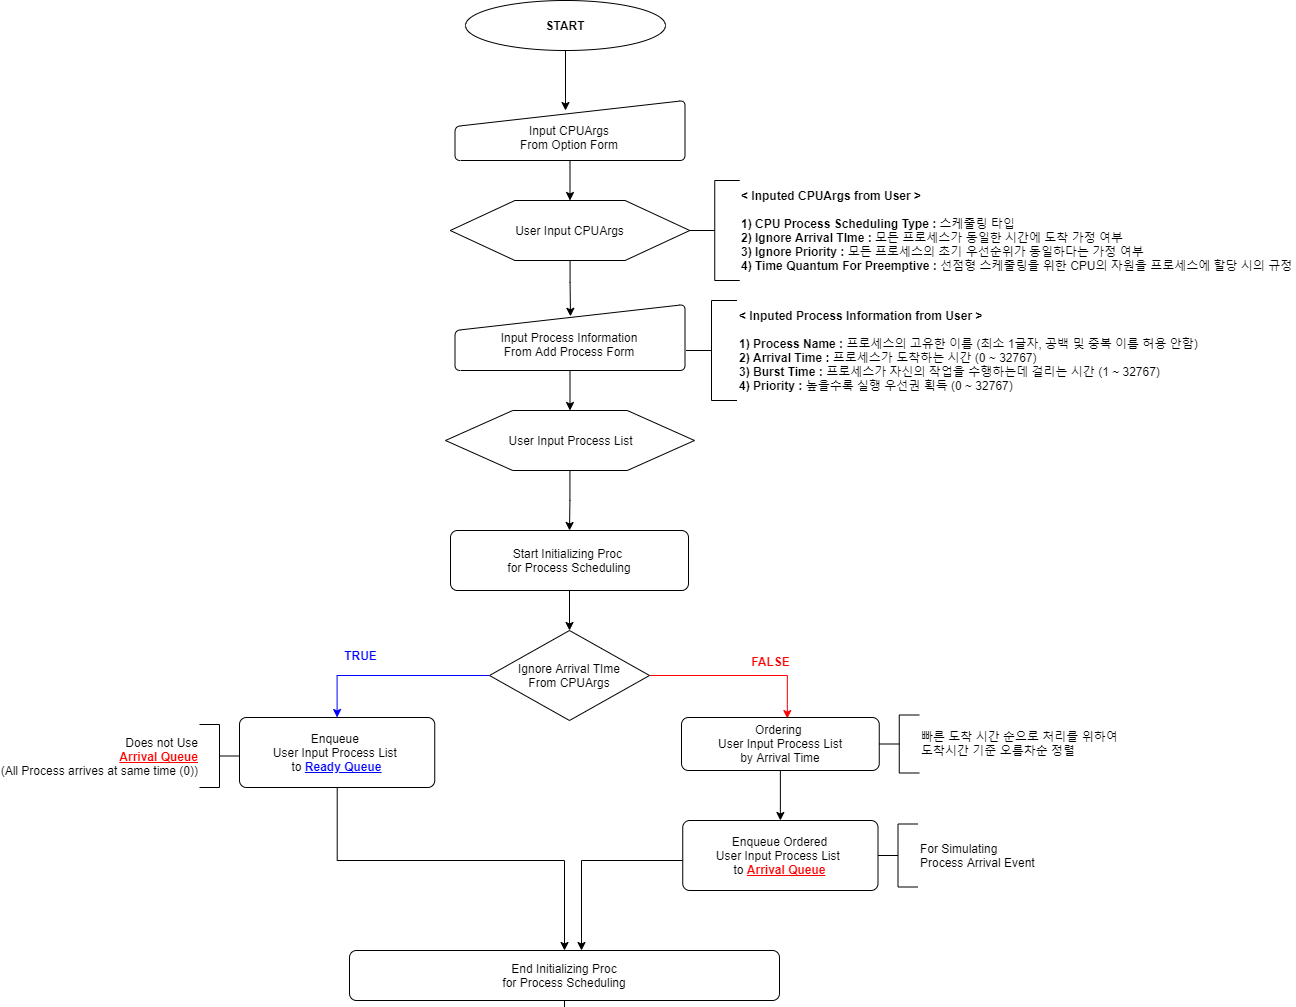 START
Input CPUArgs
From Option Form
User Input CPUArgs
< Inputed CPUArgs from User >
1) CPU Process Scheduling Type : 스케줄링 타입
2) Ignore Arrival TIme : 모든 프로세스가 동일한 시간에 도착 가정 여부
3) Ignore Priority : 모든 프로세스의 초기 우선순위가 동일하다는 가정 여부
4) Time Quantum For Preemptive : 선점형 스케줄링을 위한 CPU의 자원을 프로세스에 할당 시의 규정
Input Process Information
From Add Process Form
< Inputed Process Information from User >
1) Process Name : 프로세스의 고유한 이름 (최소 1글자, 공백 및 중복 이름 허용 안함)
2) Arrival Time : 프로세스가 도착하는 시간 (0 ~ 32767)
3) Burst Time : 프로세스가 자신의 작업을 수행하는데 걸리는 시간 (1 ~ 32767)
4) Priority : 높을수록 실행 우선권 획득 (0 ~ 32767)
User Input Process List
Start Initializing Proc
for Process Scheduling
Ignore Arrival TIme
From CPUArgs
TRUE
FALSE
Does not Use
Arrival Queue
(All Process arrives at same time (0))
Enqueue
User Input Process List
to Ready Queue
Ordering
User Input Process List
by Arrival Time
빠른 도착 시간 순으로 처리를 위하여
도착시간 기준 오름차순 정렬
Enqueue Ordered
User Input Process List
to Arrival Queue
For Simulating
Process Arrival Event
End Initializing Proc
for Process Scheduling